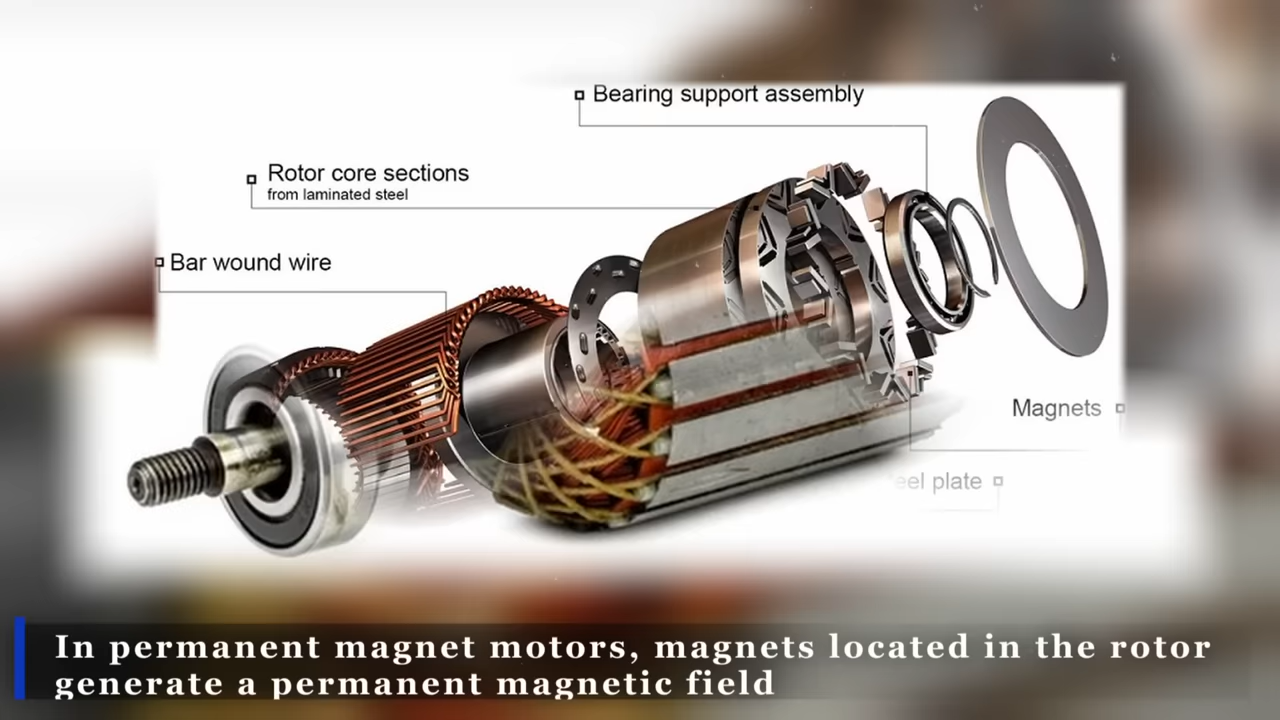 Bearing support assembly
Rotor core sections
from laminated steel
Bar wound wire
Magnets
plate
In permanent magnet motors, magnets located in the rotor
generate a permanent magnetic field